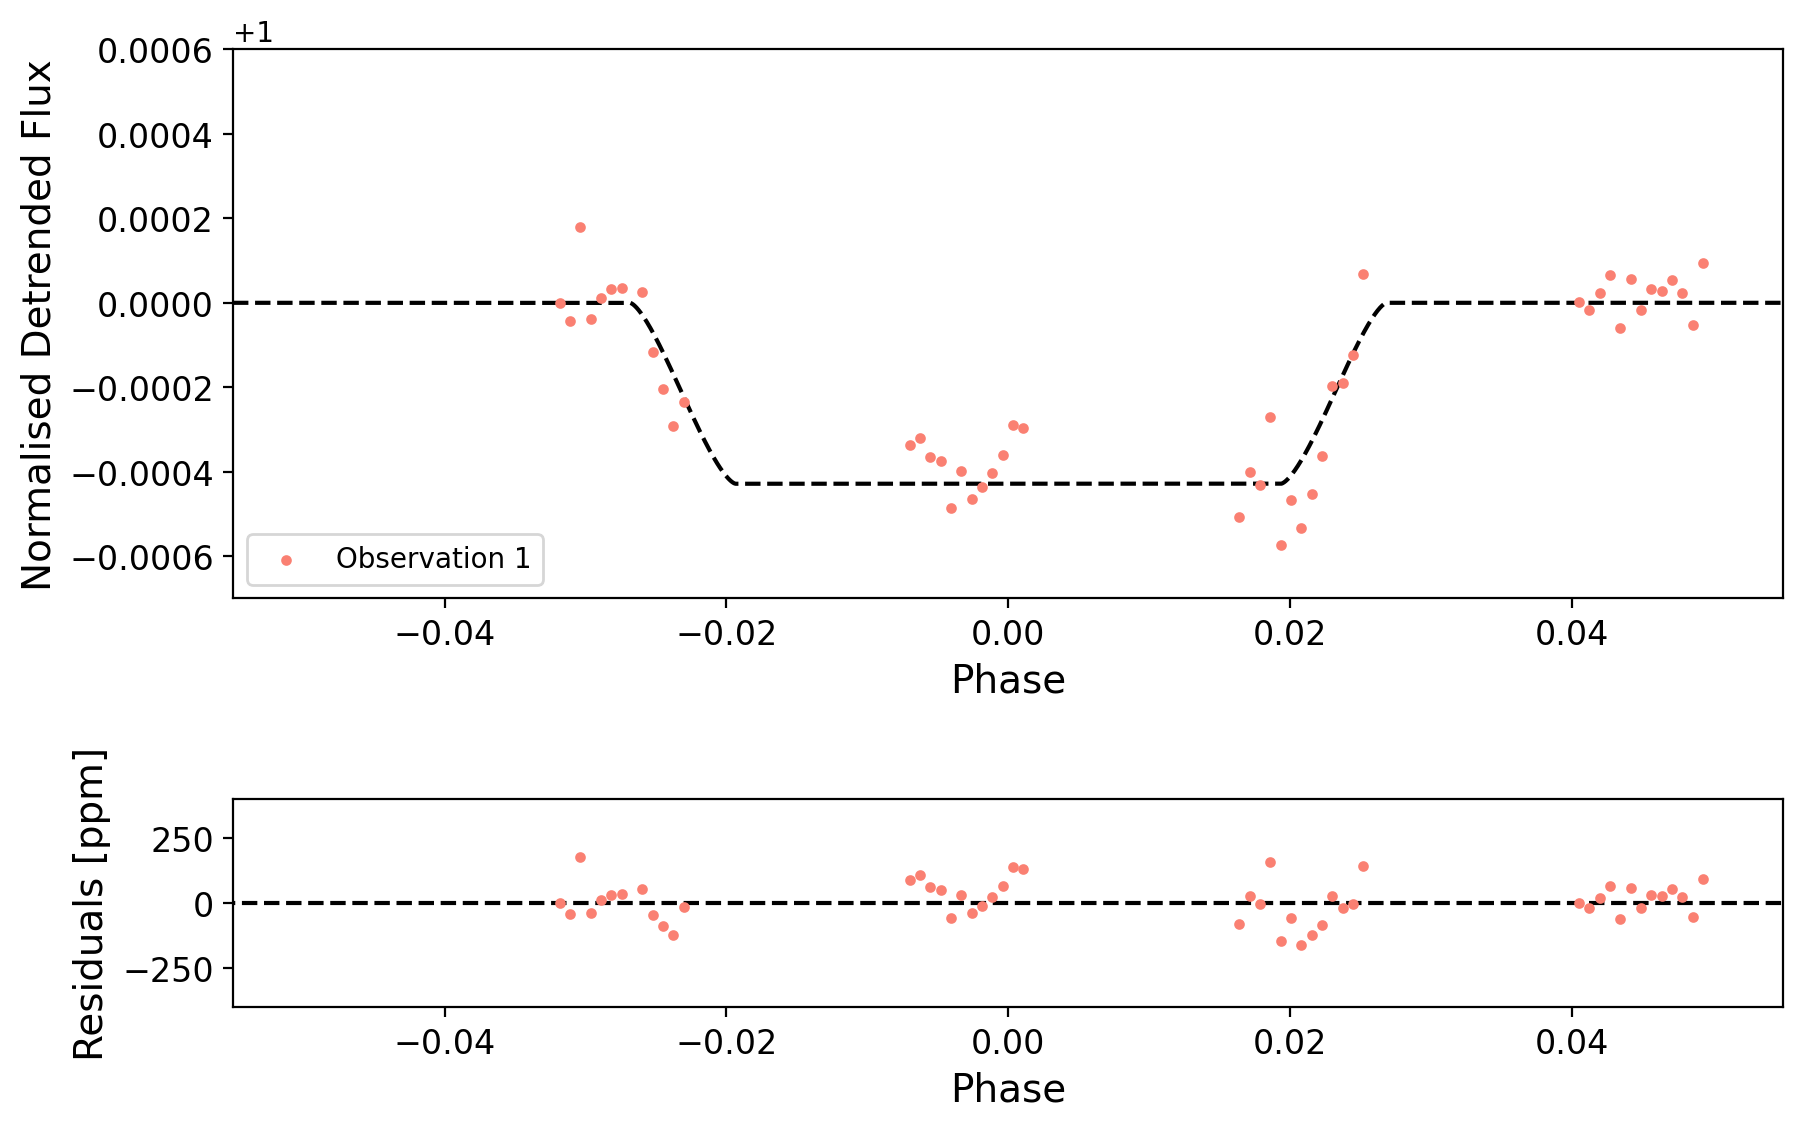 +1
0.0006
0.0004
0.0002
0.0000
−0.0002
−0.0004
−0.0006
Normalised Detrended Flux
Observation 1
−0.04 −0.02 0.00 0.02 0.04
Phase
250
0
−250
Residuals [ppm]
−0.04 −0.02 0.00 0.02 0.04
Phase